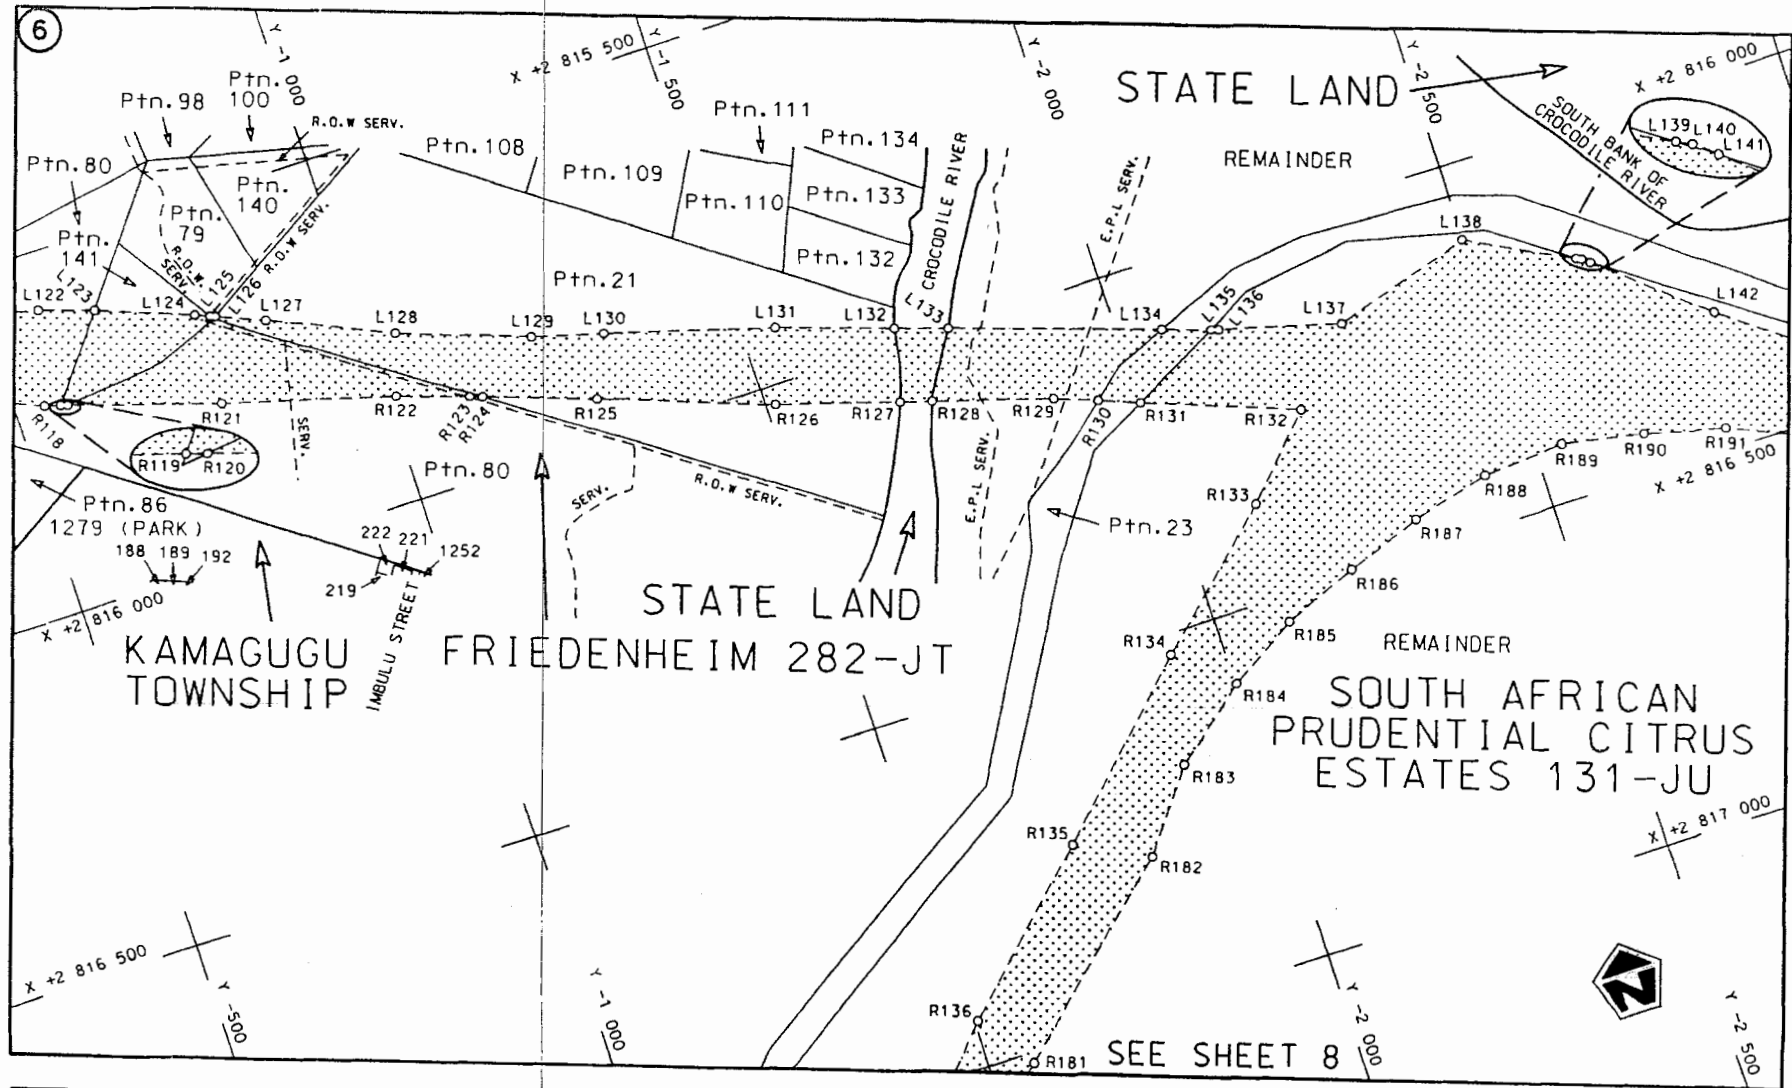 6
Y -1 000
X +2 815 500
Y -1 500
Y -2 000
Y -2 500
X +2 816 000
STATE LAND
SOUTH BANK OF
CROCODILE RIVER
L139
L140
L141
Ptn.98
Ptn.
100
R.O.W SERV.
Ptn.108
Ptn.111
Ptn.134
REMAINDER
Ptn.80
Ptn.
140
Ptn.109
Ptn.110
Ptn.133
CROCODILE RIVER
E.P.L SERV.
Ptn.
79
R.O.W SERV.
Ptn.
141
R.O.W.
SERV.
Ptn.132
Ptn.21
L138
L122
L123
L124
L125
L126
L127
L128
L129
L130
L131
L132
L133
L134
L135
L136
L137
L142
R118
R121
R122
R123
R124
R125
R126
R127
R128
R129
R130
R131
R132
R119
R120
SERV.
Ptn.80
R.O.W SERV.
SERV.
E.P.L SERV.
R133
R191
R190
R189
X +2 816 500
R188
R187
R186
R185
R184
R183
R182
R181
Ptn.86
1279 (PARK)
188
189
192
222
221
1252
219
Ptn.23
X +2 816 000
STATE LAND
KAMAGUGU
TOWNSHIP
IMBULU STREET
FRIEDENHEIM 282-JT
R134
REMAINDER
SOUTH AFRICAN
PRUDENTIAL CITRUS
ESTATES 131-JU
R135
X +2 817 000
X +2 816 500
Y -500
Y -1 000
R136
SEE SHEET 8
Y -2 000
N
Y -2 500